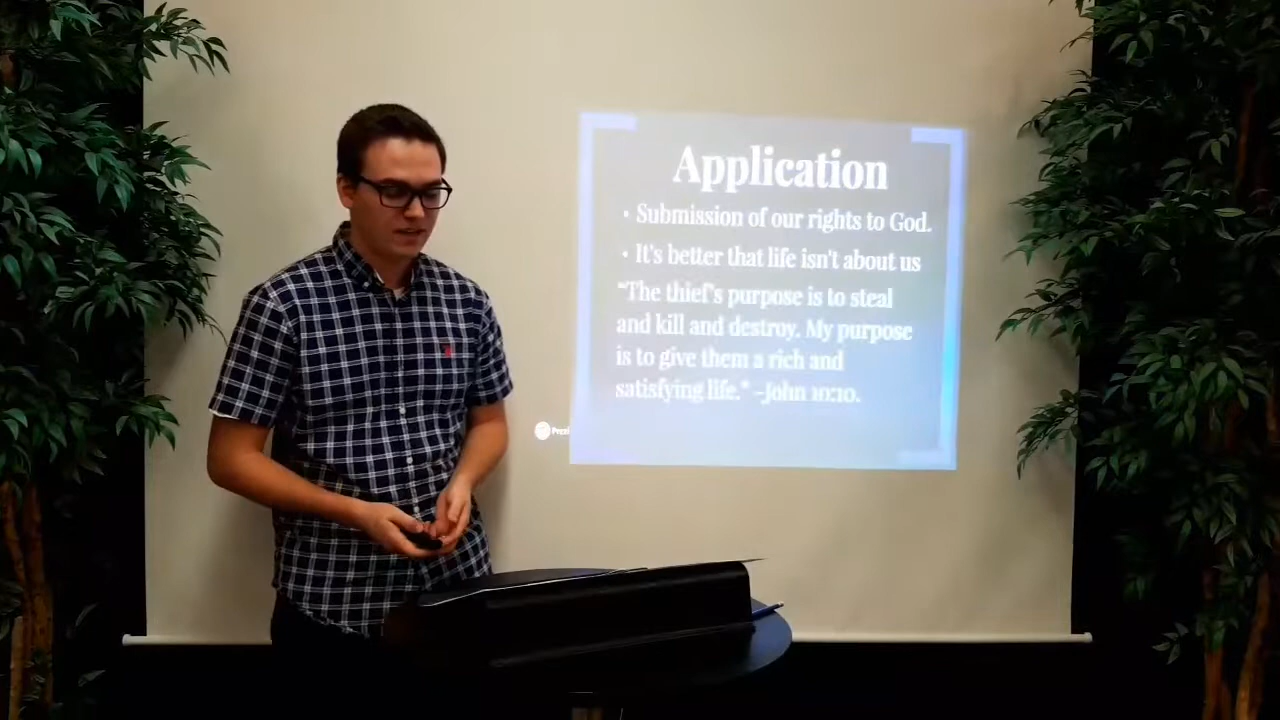 Application
• Submission of our rights to God.
• It's better that life isn't about us
"The thief's purpose is to steal
and kill and destroy. My purpose
is to give them a rich and
satisfying life." –John 10:10.
Prezi